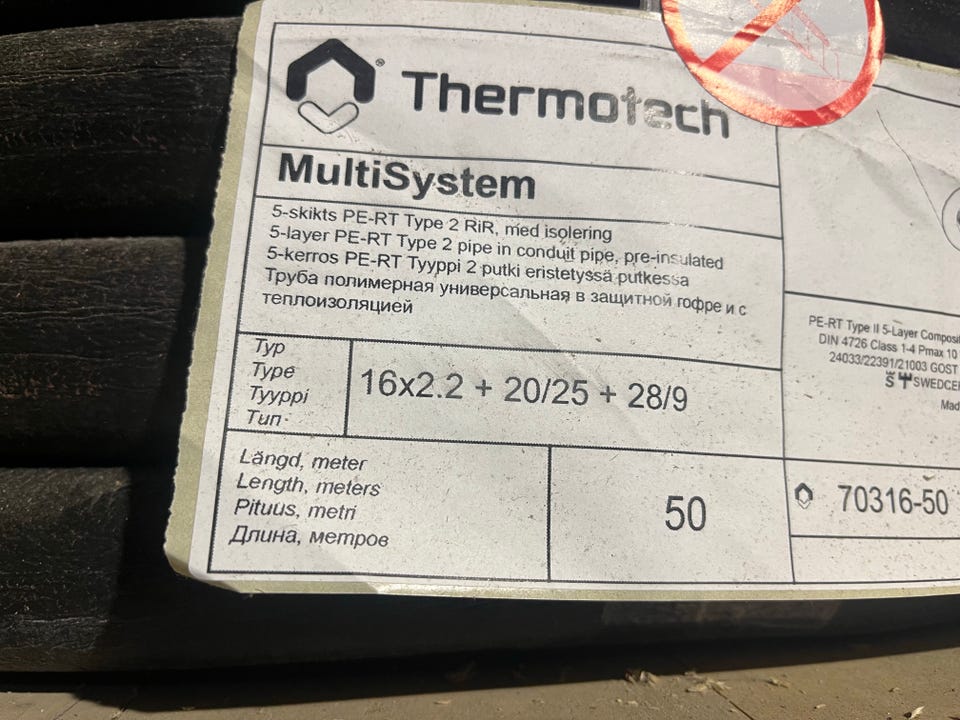 Thermotech
MultiSystem
5-skikts PE-RT Type 2 RiR, med isolering
5-layer PE-RT Type 2 pipe in conduit pipe, pre-insulated
5-kerros PE-RT Tyyppi 2 putki eristetyssä putkessa
Труба полимерная универсальная в защитной гофре и с
теплоизоляцией
Typ
Type
Tyyppi
Тип
16x2.2 + 20/25 + 28/9
Längd, meter
Length, meters
Pituus, metri
Длина, метров
50
PE-RT Type II 5-Layer
DIN 4726 Class 1-4 Pmax 10
24033/22391/21003 GOST
70316-50